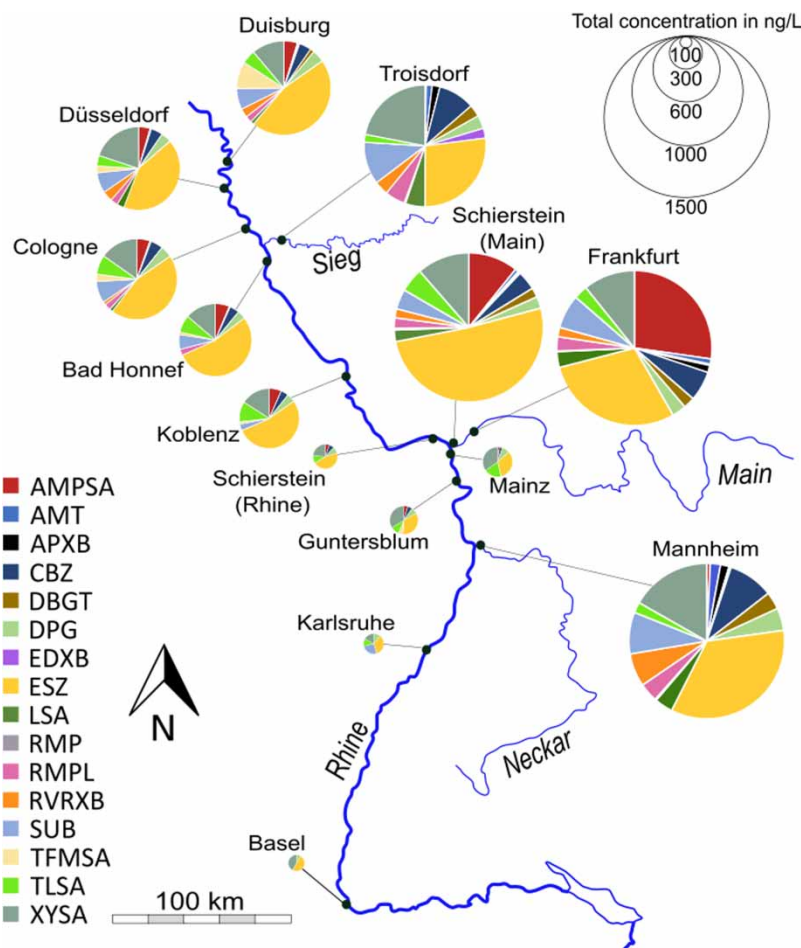 Duisburg
Total concentration in ng/L
100
300
600
1000
1500
Troisdorf
Düsseldorf
Schierstein
(Main)
Frankfurt
Cologne
Sieg
Bad Honnef
Koblenz
Schierstein
(Rhine)
Mainz
Main
Guntersblum
Mannheim
Karlsruhe
Rhine
Neckar
Basel
AMPSA
AMT
APXB
CBZ
DBGT
DPG
EDXB
ESZ
LSA
RMP
RMPL
RVRXB
SUB
TFMSA
TLSA
XYSA
N
100 km